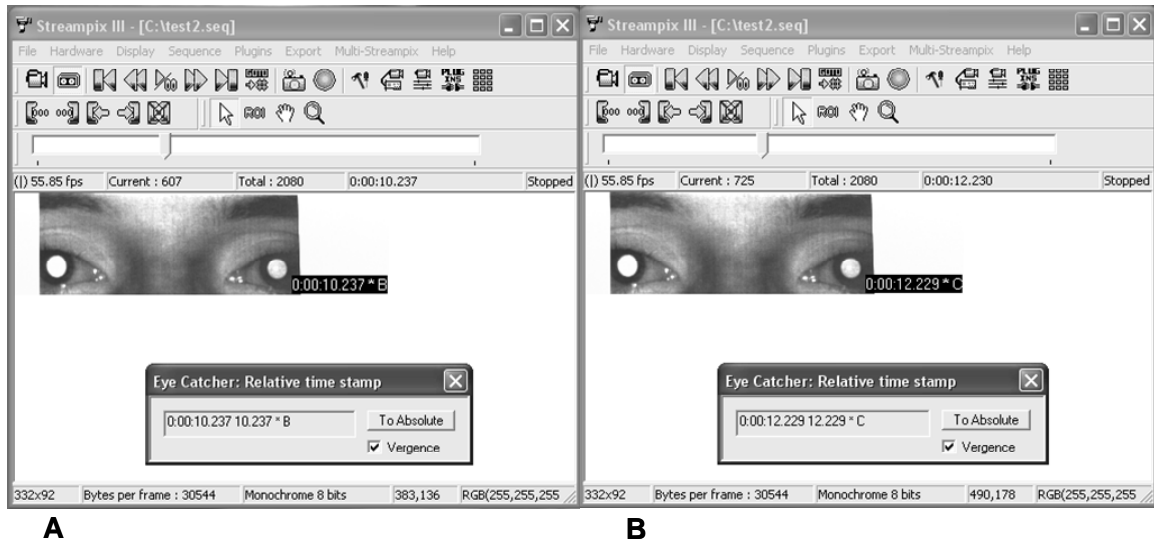 Streampix III - [C:\test2.seq]
File Hardware Display Sequence Plugins Export Multi-Streampix Help
ROI
(|) 55.85 fps Current : 607 Total : 2080 0:00:10.237 Stopped
0:00:10.237 * B
Eye Catcher: Relative time stamp
0:00:10.237 10.237 * B To Absolute
Vergence
332x92 Bytes per frame : 30544 Monochrome 8 bits 383,136 RGB(255,255,255
A
Streampix III - [C:\test2.seq]
File Hardware Display Sequence Plugins Export Multi-Streampix Help
ROI
(|) 55.85 fps Current : 725 Total : 2080 0:00:12.230 Stopped
0:00:12.229 * C
Eye Catcher: Relative time stamp
0:00:12.229 12.229 * C To Absolute
Vergence
332x92 Bytes per frame : 30544 Monochrome 8 bits 490,178 RGB(255,255,255
B